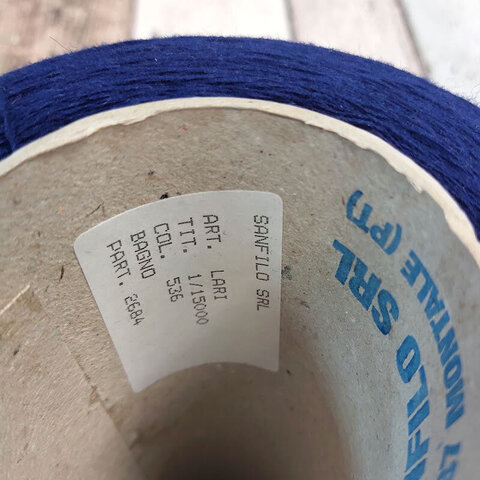 SANFILO SRL
ART. LARI
TIT. 1/15000
COL. 536
BAGNO
PART. 2684
FILO SRL
MONTALE (PT)